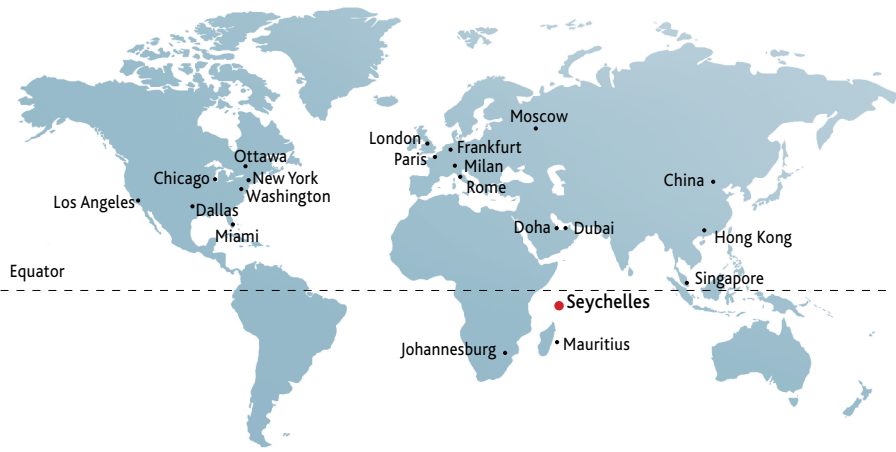 Moscow
London
Frankfurt
Paris
Milan
Ottawa
Chicago
New York
China
Rome
Washington
Los Angeles
Dallas
Doha
Dubai
Miami
Hong Kong
Equator
Singapore
Seychelles
Mauritius
Johannesburg